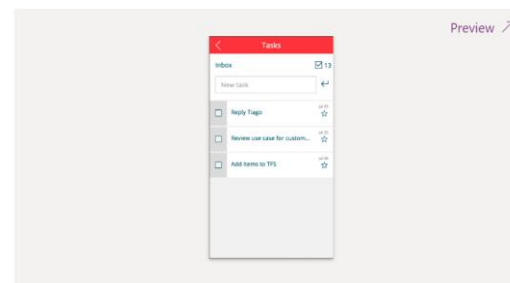 Preview
Tasks
Inbox
13
New task
Reply Tiago
Review use case for custom...
Add items to TFS